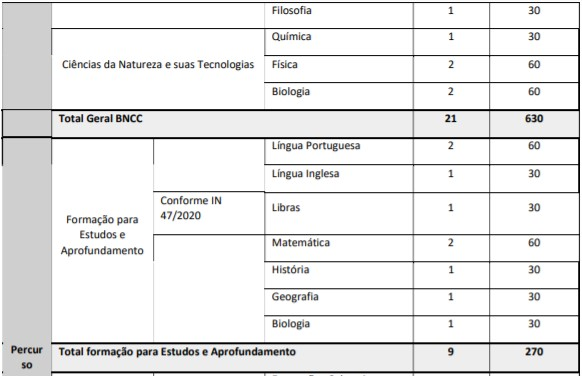 Filosofia 1 30
Química 1 30
Ciências da Natureza e suas Tecnologias Física 2 60
Biologia 2 60
Total Geral BNCC 21 630
Língua Portuguesa 2 60
Língua Inglesa 1 30
Formação para
Estudos e
Aprofundamento
Conforme IN
47/2020
Libras 1 30
Matemática 2 60
História 1 30
Geografia 1 30
Biologia 1 30
Percur
so
Total formação para Estudos e Aprofundamento 9 270